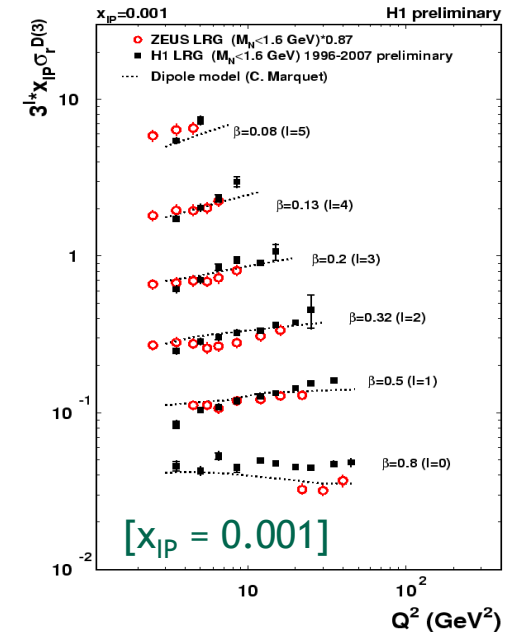 x_IP=0.001 H1 preliminary
3^l*x_IP σ_r^D(3)
ZEUS LRG (M_N<1.6 GeV)*0.87
H1 LRG (M_N<1.6 GeV) 1996-2007 preliminary
Dipole model (C. Marquet)
10
β=0.08 (l=5)
β=0.13 (l=4)
1
β=0.2 (l=3)
β=0.32 (l=2)
β=0.5 (l=1)
10^-1
β=0.8 (l=0)
[x_IP = 0.001]
10^-2
10 10^2
Q^2 (GeV^2)